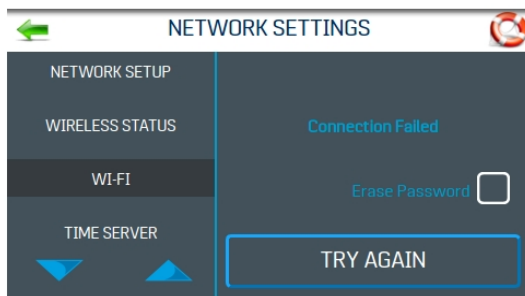 NETWORK SETTINGS
NETWORK SETUP
WIRELESS STATUS
WI-FI
TIME SERVER
Connection Failed
Erase Password
TRY AGAIN